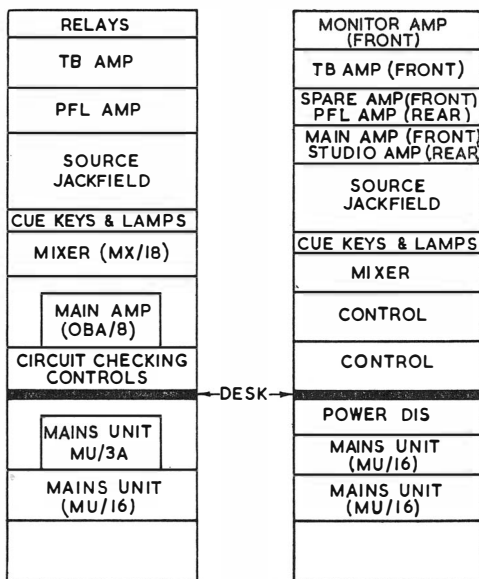 RELAYS
TB AMP
PFL AMP
SOURCE
JACKFIELD
CUE KEYS & LAMPS
MIXER (MX/18)
MAIN AMP
(OBA/8)
CIRCUIT CHECKING
CONTROLS
MAINS UNIT
MU/3A
MAINS UNIT
(MU/16)
DESK
MONITOR AMP
(FRONT)
TB AMP (FRONT)
SPARE AMP (FRONT)
PFL AMP (REAR)
MAIN AMP (FRONT)
STUDIO AMP (REAR)
SOURCE
JACKFIELD
CUE KEYS & LAMPS
MIXER
CONTROL
CONTROL
POWER DIS
MAINS UNIT
(MU/16)
MAINS UNIT
(MU/16)